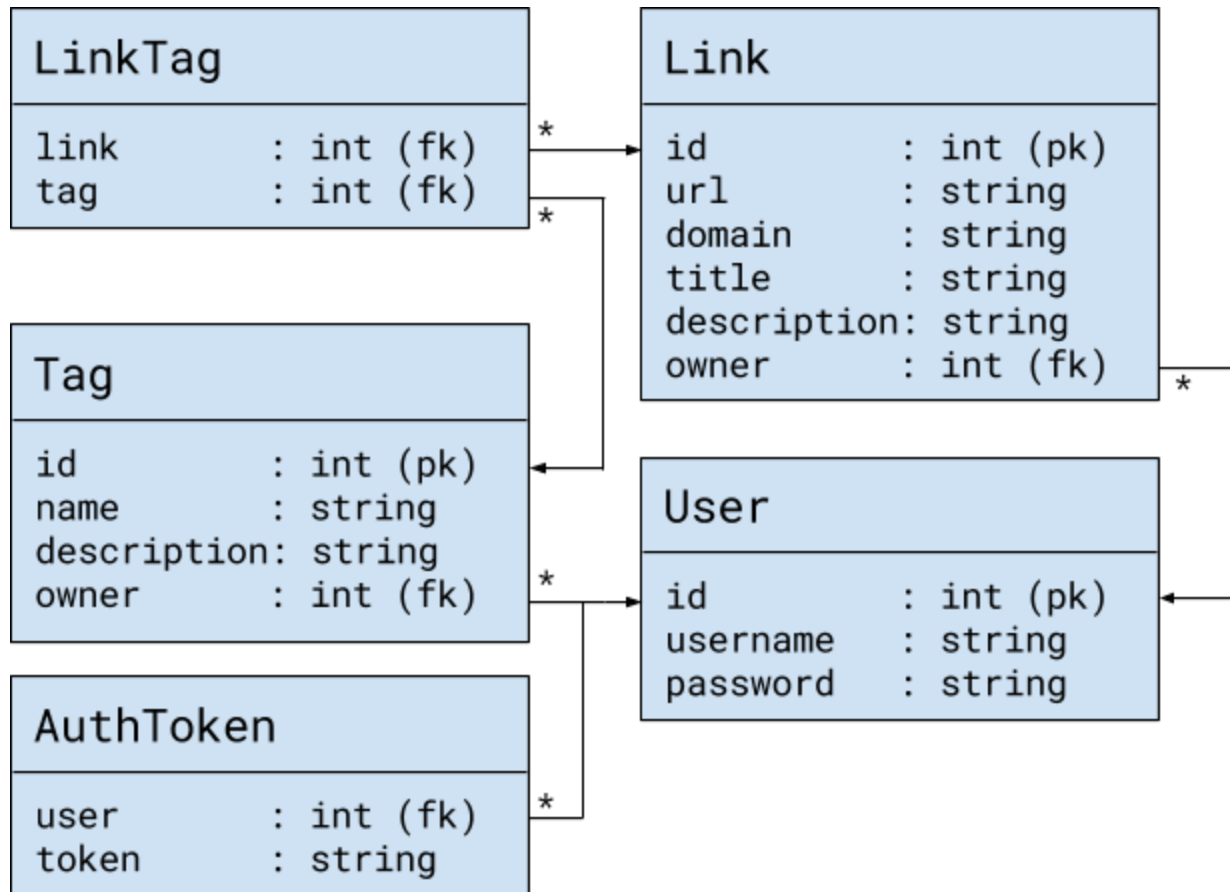 LinkTag
link : int (fk)
tag : int (fk)
*
*
Link
id : int (pk)
url : string
domain : string
title : string
description: string
owner : int (fk)
*
Tag
id : int (pk)
name : string
description: string
owner : int (fk)
*
User
id : int (pk)
username : string
password : string
AuthToken
user : int (fk)
token : string
*